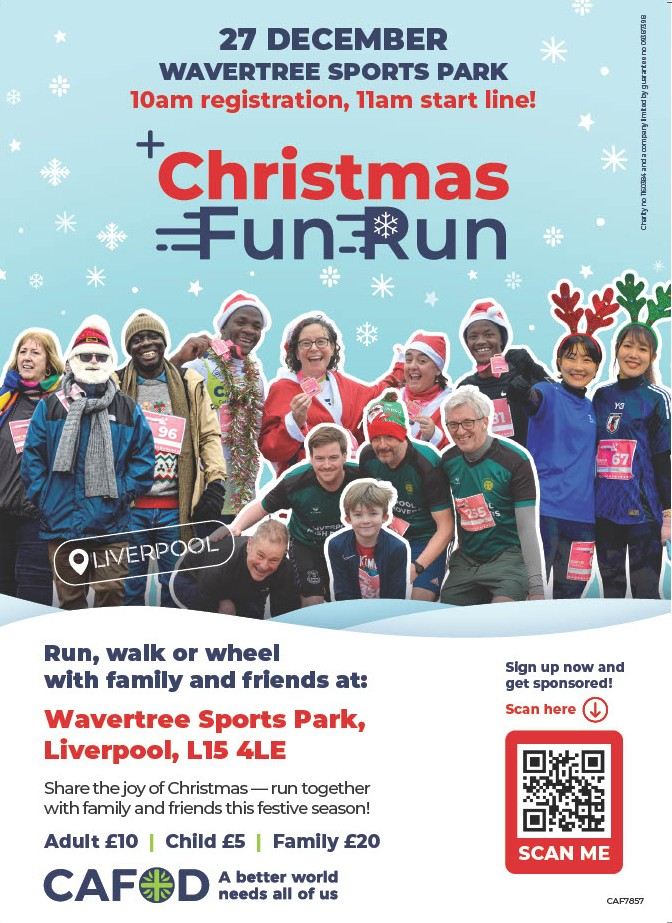 27 DECEMBER
WAVERTREE SPORTS PARK
10am registration, 11am start line!
Christmas
Fun Run
Charity no 1160384 and a company limited by guarantee no 09387398
96
91
67
LIVERPOOL
Run, walk or wheel
with family and friends at:
Wavertree Sports Park,
Liverpool, L15 4LE
Share the joy of Christmas — run together
with family and friends this festive season!
Adult £10 | Child £5 | Family £20
CAFOD
A better world
needs all of us
Sign up now and
get sponsored!
Scan here
SCAN ME
CAF7857